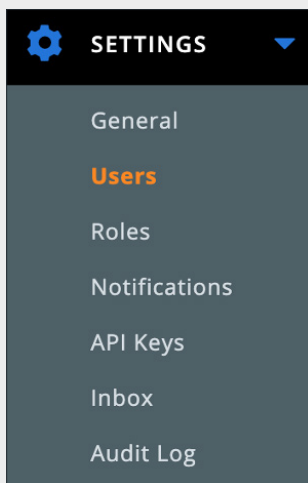 SETTINGS
General
Users
Roles
Notifications
API Keys
Inbox
Audit Log